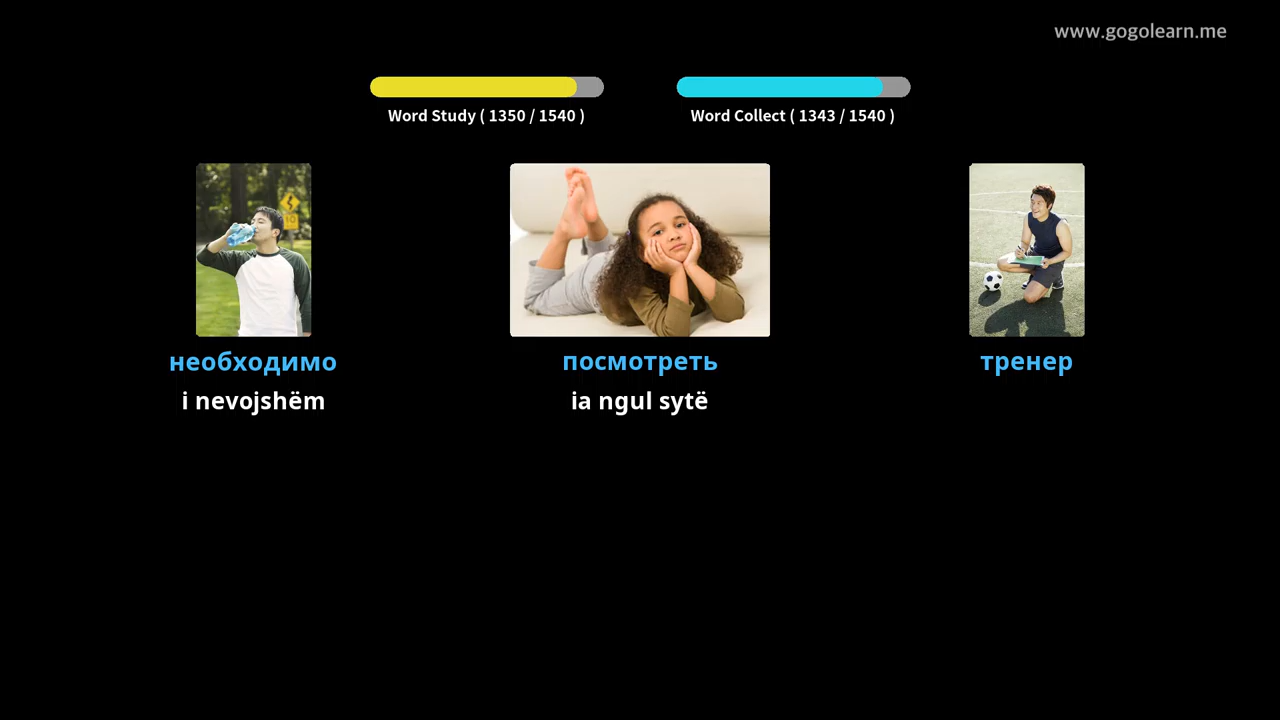 www.gogolearn.me
Word Study ( 1350 / 1540 )
Word Collect ( 1343 / 1540 )
необходимо
посмотреть
тренер
i nevojshëm
ia ngul sytë